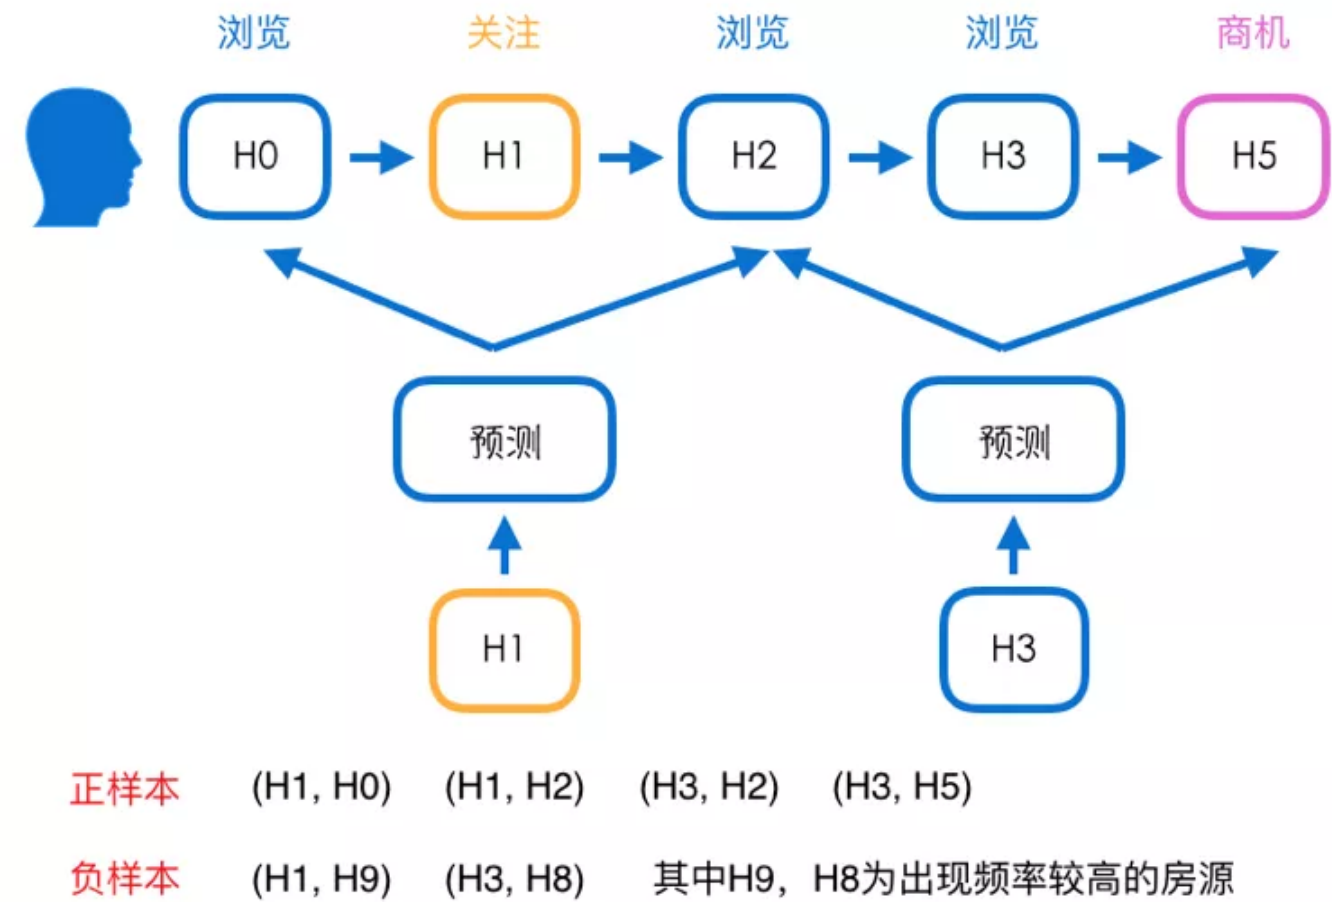 浏览 关注 浏览 浏览 商机
H0 H1 H2 H3 H5
预测 预测
H1 H3
正样本 (H1, H0) (H1, H2) (H3, H2) (H3, H5)
负样本 (H1, H9) (H3, H8) 其中H9，H8为出现频率较高的房源